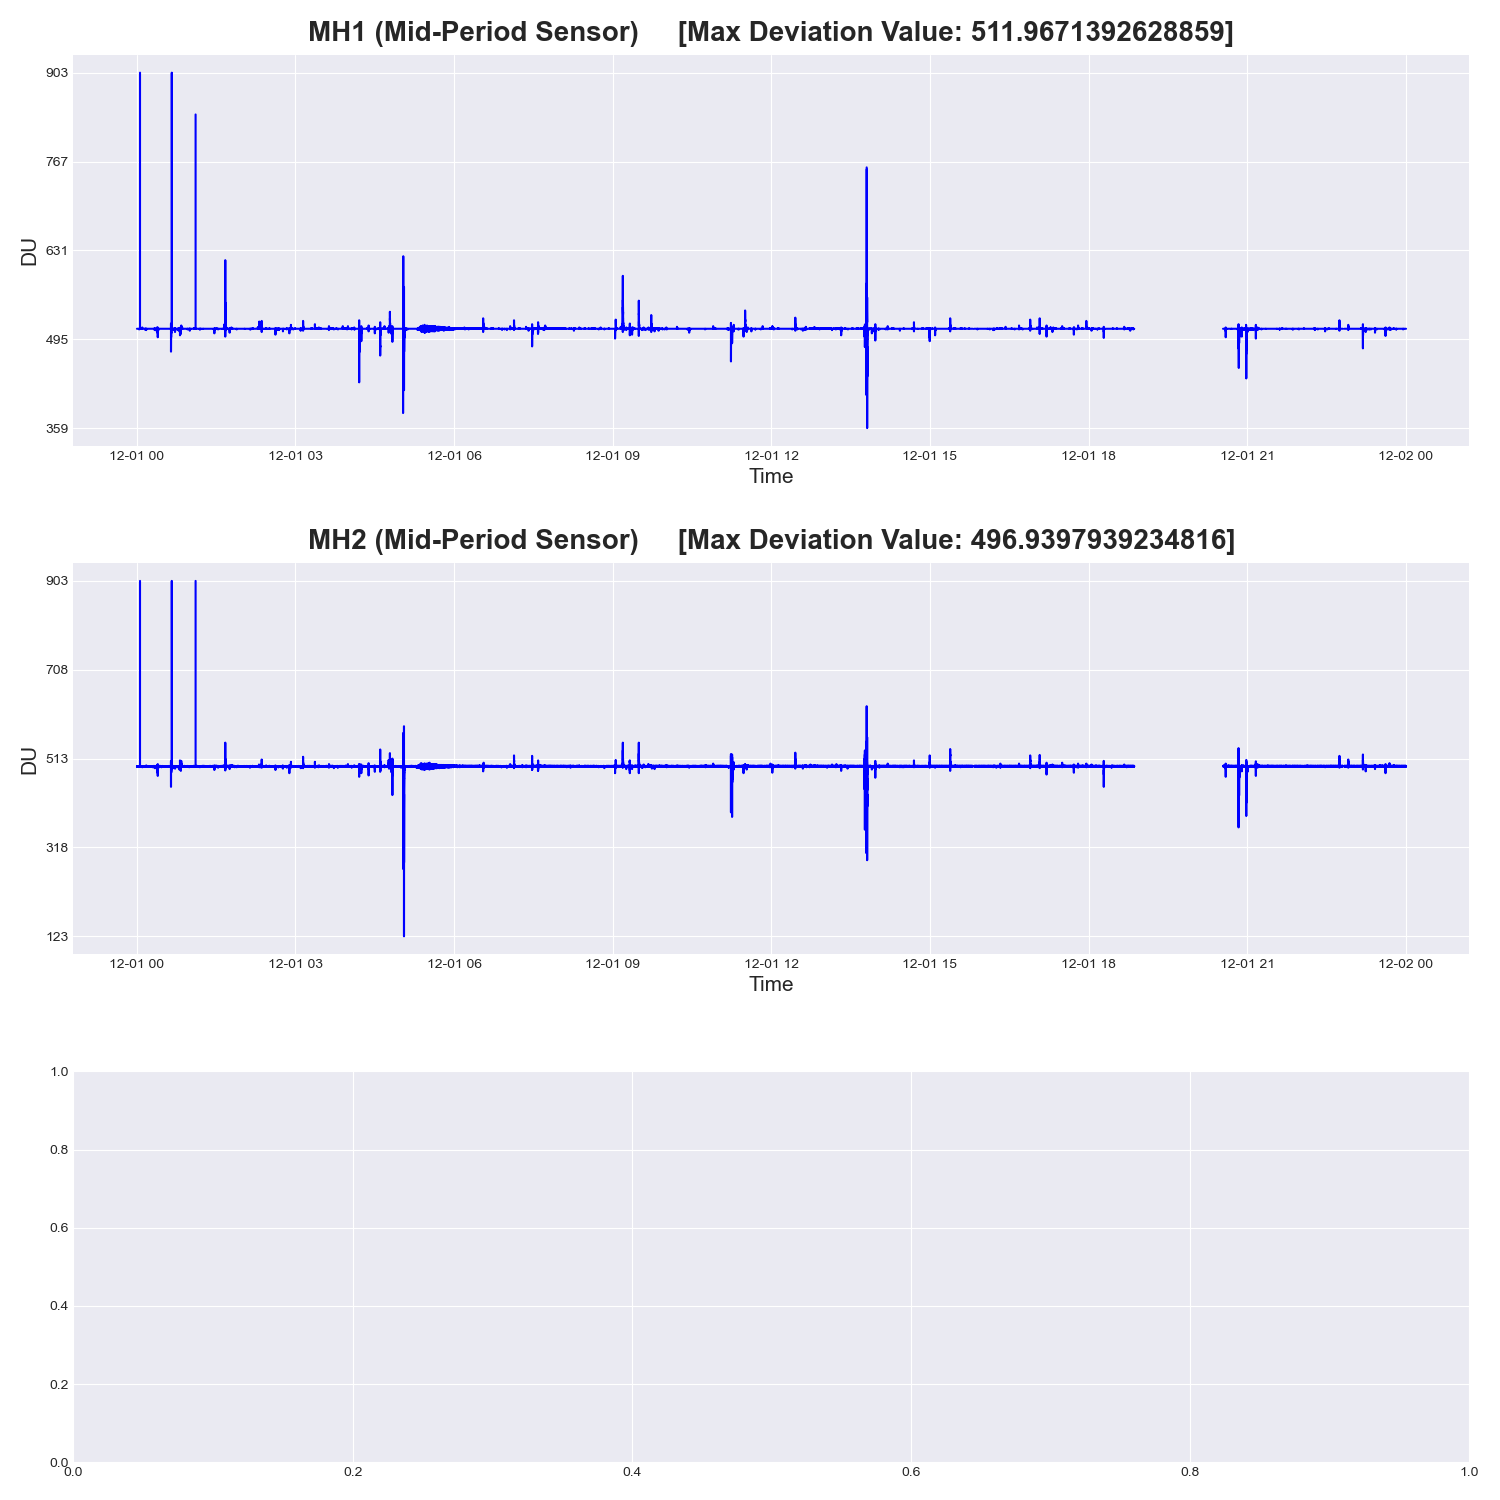 MH1 (Mid-Period Sensor) [Max Deviation Value: 511.9671392628859]
903
767
631
495
359
DU
12-01 00 12-01 03 12-01 06 12-01 09 12-01 12 12-01 15 12-01 18 12-01 21 12-02 00
Time
MH2 (Mid-Period Sensor) [Max Deviation Value: 496.9397939234816]
903
708
513
318
123
DU
12-01 00 12-01 03 12-01 06 12-01 09 12-01 12 12-01 15 12-01 18 12-01 21 12-02 00
Time
1.0
0.8
0.6
0.4
0.2
0.0
0.0 0.2 0.4 0.6 0.8 1.0